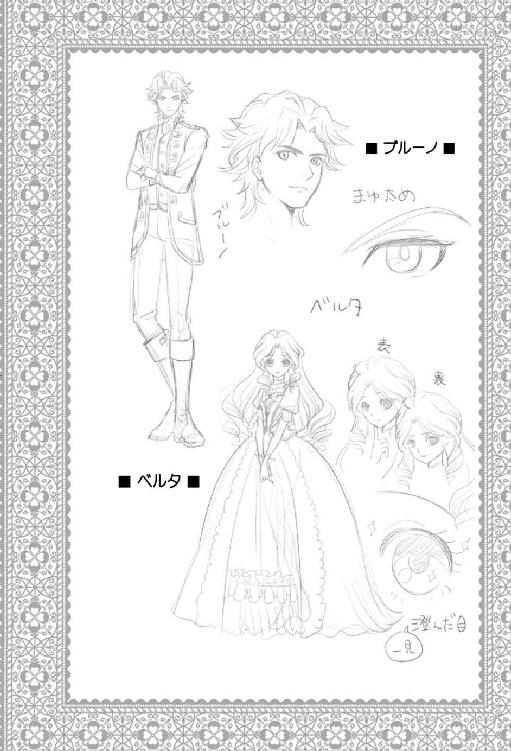 ■ ブルーノ ■
まゆ太め
ブルーノ
ベルタ
表
裏
■ ベルタ ■
澄んだ目
一見